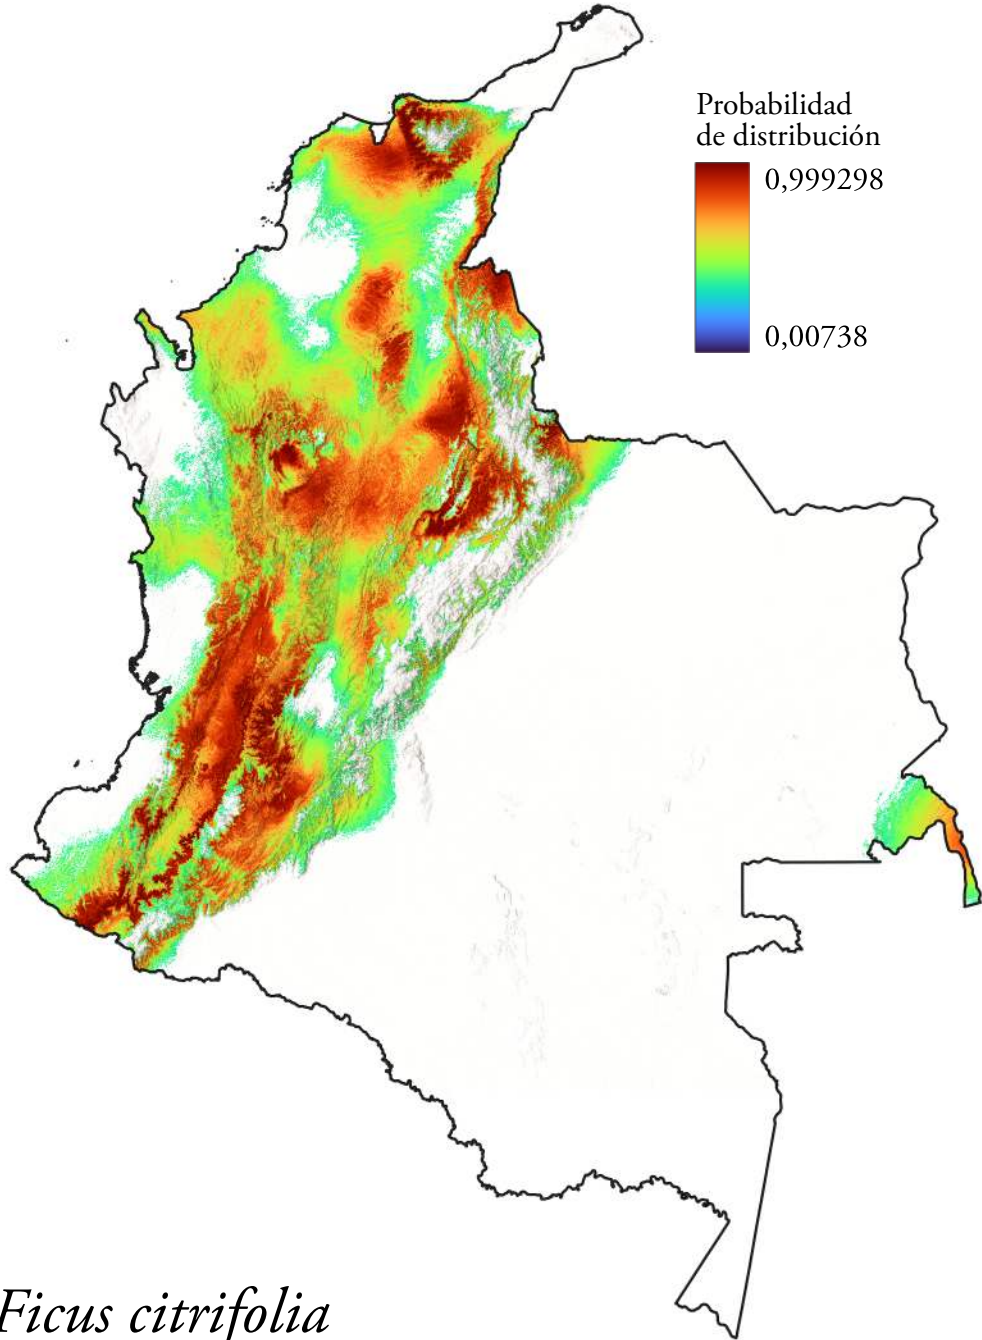 Probabilidad
de distribución
0,999298
0,00738
Ficus citrifolia